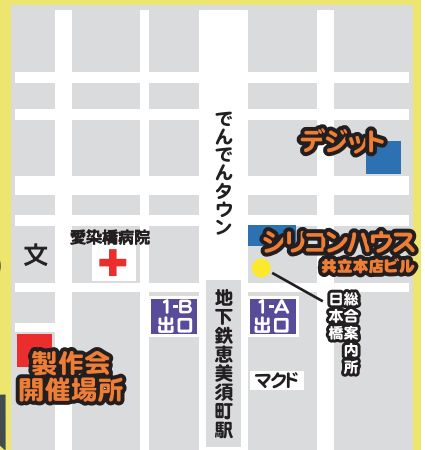 でんでんタウン
デジット
愛染橋病院
文
シリコンハウス
共立本店ビル
1-B
出口
地下鉄恵美須町駅
1-A
出口
総合案内所
日本橋
製作会
開催場所
マクド